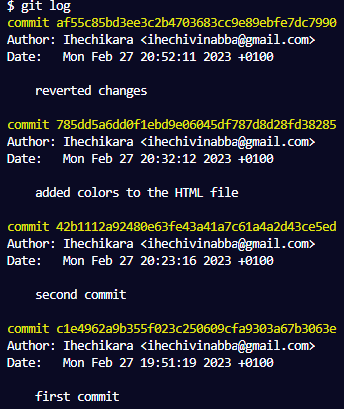 $ git log
commit af55c85bd3ee3c2b4703683cc9e89ebfe7dc7990
Author: Ihechikara <ihechivinabba@gmail.com>
Date:   Mon Feb 27 20:52:11 2023 +0100
reverted changes
commit 785dd5a6dd0f1ebd9e06045df787d8d28fd38285
Author: Ihechikara <ihechivinabba@gmail.com>
Date:   Mon Feb 27 20:32:12 2023 +0100
added colors to the HTML file
commit 42b1112a92480e63fe43a41a7c61a4a2d43ce5ed
Author: Ihechikara <ihechivinabba@gmail.com>
Date:   Mon Feb 27 20:23:16 2023 +0100
second commit
commit c1e4962a9b355f023c250609cfa9303a67b3063e
Author: Ihechikara <ihechivinabba@gmail.com>
Date:   Mon Feb 27 19:51:19 2023 +0100
first commit